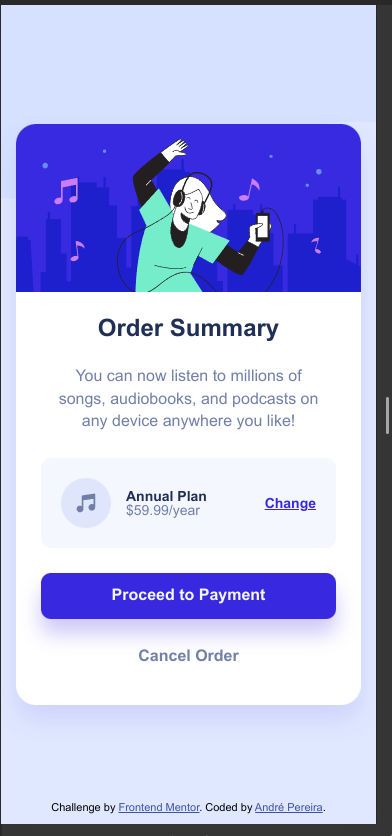 Order Summary
You can now listen to millions of
songs, audiobooks, and podcasts on
any device anywhere you like!
Annual Plan
$59.99/year
Change
Proceed to Payment
Cancel Order
Challenge by Frontend Mentor. Coded by André Pereira.